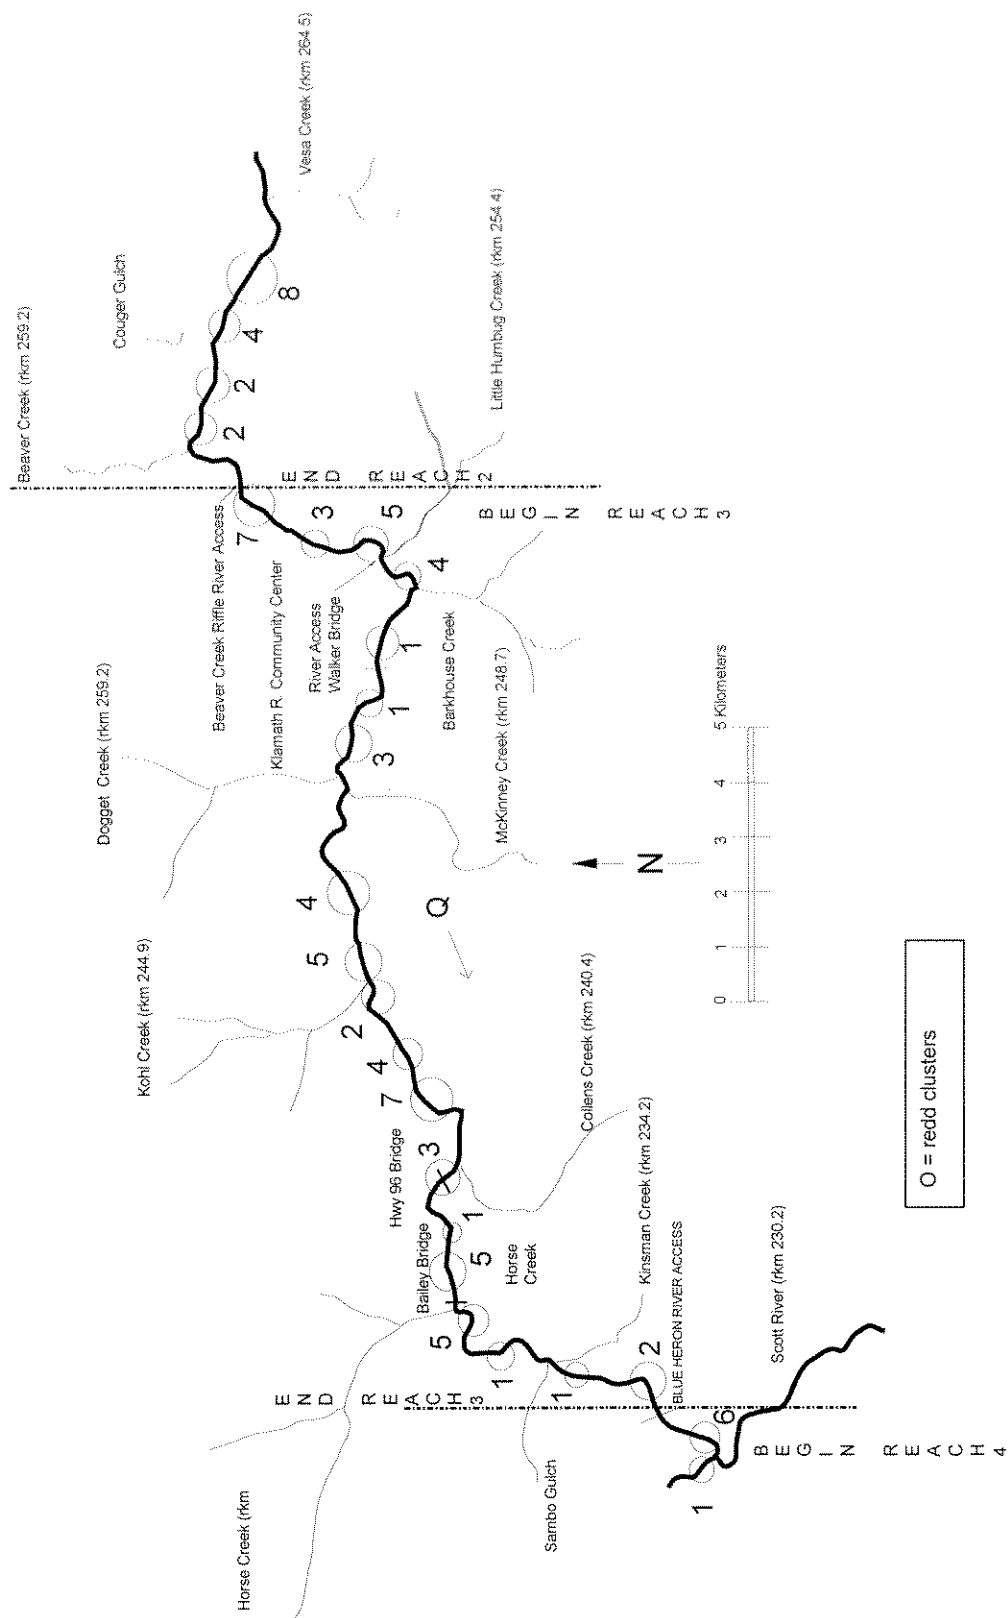 Beaver Creek (rkm 259.2)
Couger Gulch
Vesa Creek (rkm 264.5)
8
4
2
2
Little Humbug Creek (rkm 254.4)
END REACH 2
BEGIN REACH 3
Beaver Creek Riffle River Access
7
3
Klamath R. Community Center
5
River Access
Walker Bridge
4
Barkhouse Creek
1
1
3
Dogget Creek (rkm 259.2)
McKinney Creek (rkm 248.7)
4
Q
5
Kohl Creek (rkm 244.9)
2
4
7
Collens Creek (rkm 240.4)
Hwy 96 Bridge
3
1
Bailey Bridge
5
Horse
Creek
5
1
Kinsman Creek (rkm 234.2)
1
2
BLUE HERON RIVER ACCESS
Scott River (rkm 230.2)
END REACH 3
6
BEGIN REACH 4
1
Sambo Gulch
Horse Creek (rkm
N
0 1 2 3 4 5 Kilometers
O = redd clusters